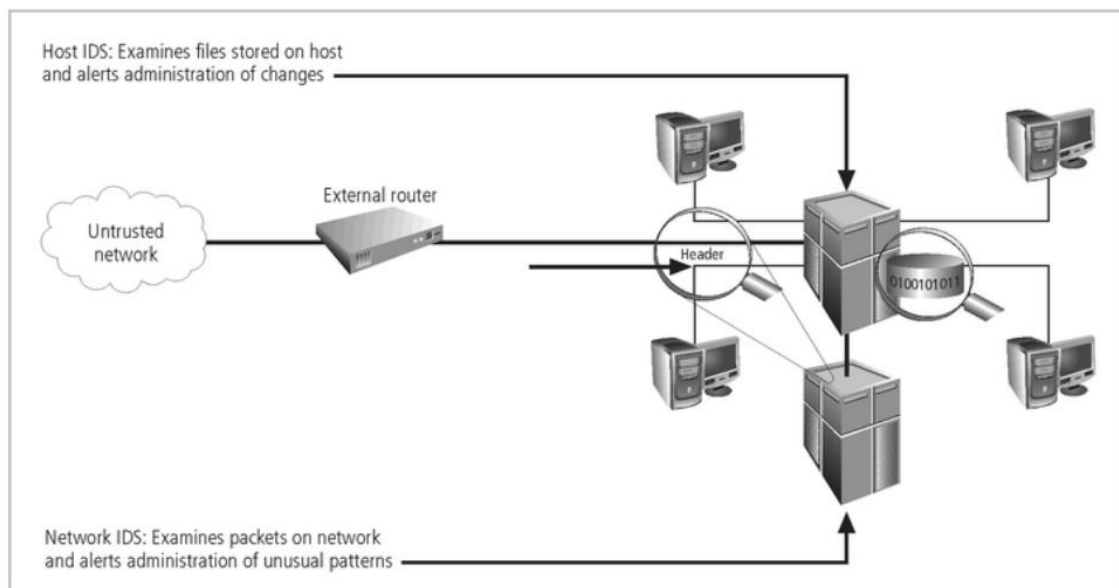 Host IDS: Examines files stored on host
and alerts administration of changes
External router
Untrusted
network
Header
0100101011
Network IDS: Examines packets on network
and alerts administration of unusual patterns